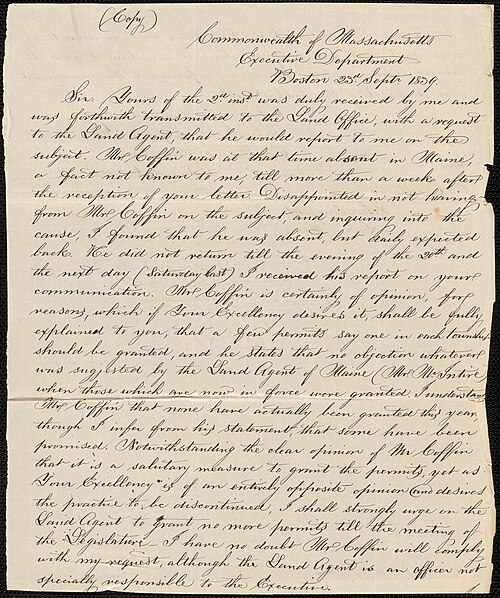 (Copy)
Commonwealth of Massachusetts
Executive Department
Boston 23d, Septr 1839.
Sir. Yours of the 2d inst was duly received by me and
was forthwith transmitted to the Land Office, with a request
to the Land Agent, that he would report to me on the
subject. Mr Coffin was at that time absent in Maine,
a fact not known to me, till more than a week after
the reception of your letter. Disappointed in not hearing
from Mr Coffin on the subject, and inquiring into the
cause, I found that he was absent, but daily expected
back. He did not return till the evening of the 20th and
the next day (Saturday last) I received his report on your
communication. Mr Coffin is certainly of opinion, for
reasons, which if Your Excellency desires it, shall be fully
explained to you, that a few permits say one in each township
should be granted, and he states that no objection whatever
was suggested by the Land Agent of Maine (Mr. McIntire
when those which are now in force were granted. I understand
Mr Coffin that none have actually been granted this year,
though I infer from his statement, that some have been
promised. Notwithstanding the clear opinion of Mr Coffin
that it is a salutary measure to grant the permits, yet as
Your Excellency is of an entirely opposite opinion and desires
the practice to be discontinued, I shall strongly urge on the
Land Agent to grant no more permits till the meeting of
the Legislature. I have no doubt Mr Coffin will comply
with my request, although the Land Agent is an officer not
specially responsible to the Executive.